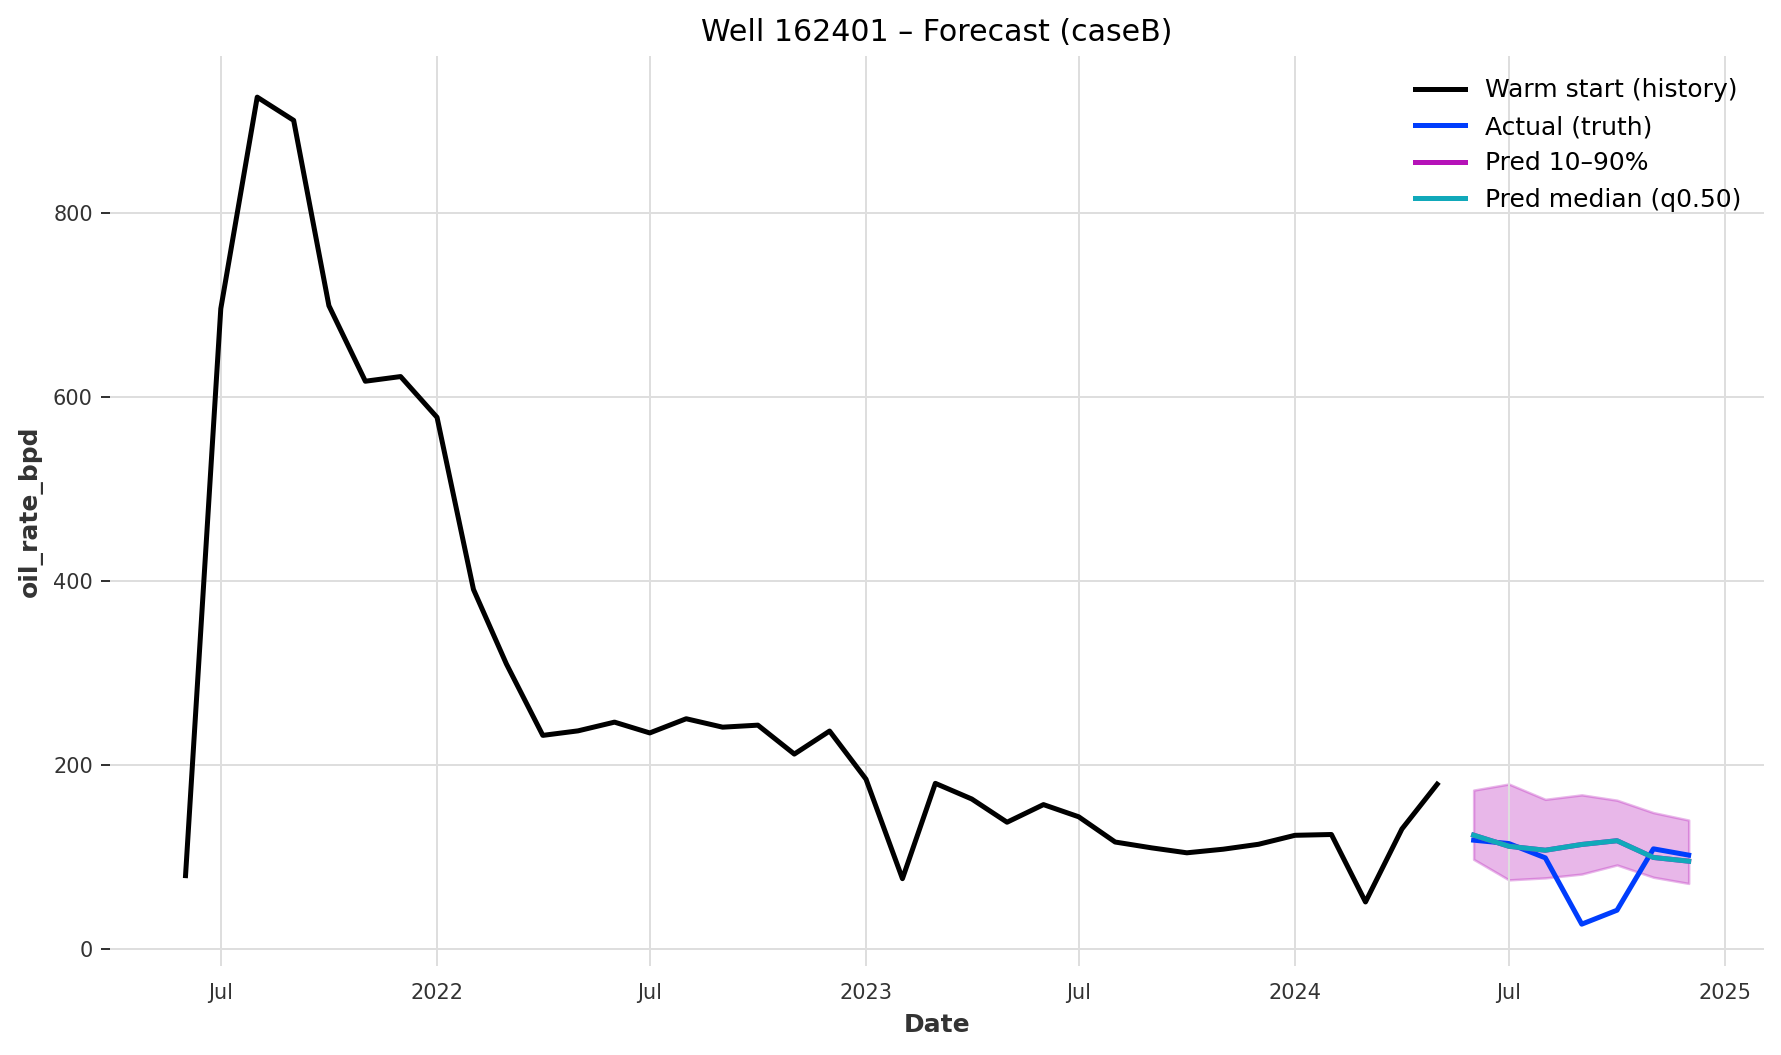 Well 162401 – Forecast (caseB)
Warm start (history)
Actual (truth)
Pred 10–90%
Pred median (q0.50)
oil_rate_bpd
800
600
400
200
0
Jul 2022 Jul 2023 Jul 2024 Jul 2025
Date